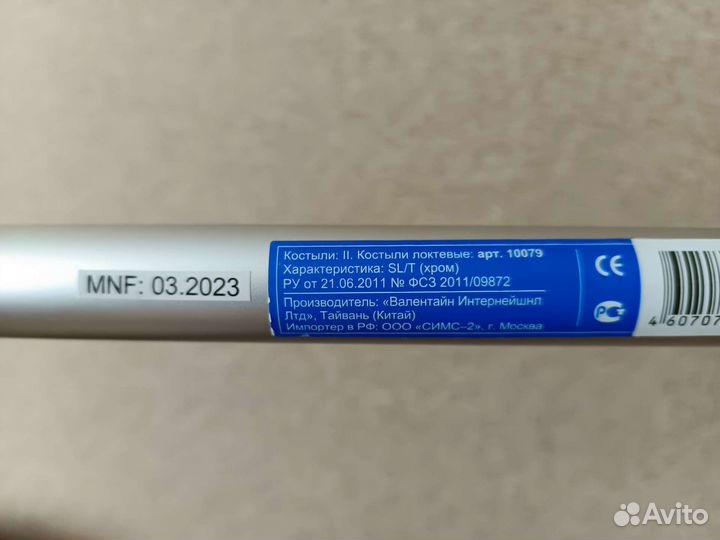 MNF: 03.2023
Костыли: II. Костыли локтевые: арт. 10079
Характеристика: SL/T (хром)
РУ от 21.06.2011 № ФСЗ 2011/09872
Производитель: «Валентайн Интернейшнл
Лтд», Тайвань (Китай)
Импортер в РФ: ООО «СИМС–2», г. Москва
CE
РС
4 60707
Avito